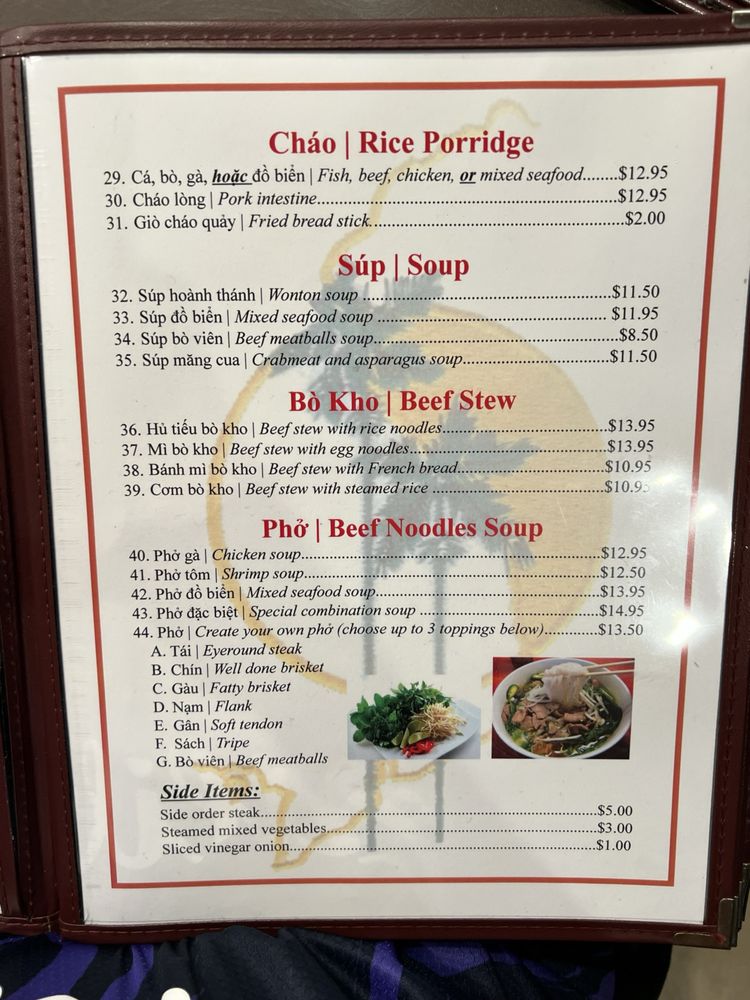 Cháo | Rice Porridge
29. Cá, bò, gà, hoặc đồ biển | Fish, beef, chicken, or mixed seafood........$12.95
30. Cháo lòng | Pork intestine....................................................................$12.95
31. Giò cháo quảy | Fried bread stick..........................................................$2.00
Súp | Soup
32. Súp hoành thánh | Wonton soup ........................................................$11.50
33. Súp đồ biển | Mixed seafood soup ..................................................... $11.95
34. Súp bò viên | Beef meatballs soup.......................................................$8.50
35. Súp măng cua | Crabmeat and asparagus soup.................................$11.50
Bò Kho | Beef Stew
36. Hủ tiếu bò kho | Beef stew with rice noodles.....................................$13.95
37. Mì bò kho | Beef stew with egg noodles............................................$13.95
38. Bánh mì bò kho | Beef stew with French bread.................................$10.95
39. Cơm bò kho | Beef stew with steamed rice .......................................$10.95
Phở | Beef Noodles Soup
40. Phở gà | Chicken soup.....................................................................$12.95
41. Phở tôm | Shrimp soup....................................................................$12.50
42. Phở đồ biển | Mixed seafood soup....................................................$13.95
43. Phở đặc biệt | Special combination soup .........................................$14.95
44. Phở | Create your own phở (choose up to 3 toppings below).............$13.50
A. Tái | Eyeround steak
B. Chín | Well done brisket
C. Gàu | Fatty brisket
D. Nạm | Flank
E. Gân | Soft tendon
F. Sách | Tripe
G. Bò viên | Beef meatballs
Side Items:
Side order steak..................................................................................$5.00
Steamed mixed vegetables..................................................................$3.00
Sliced vinegar onion............................................................................$1.00